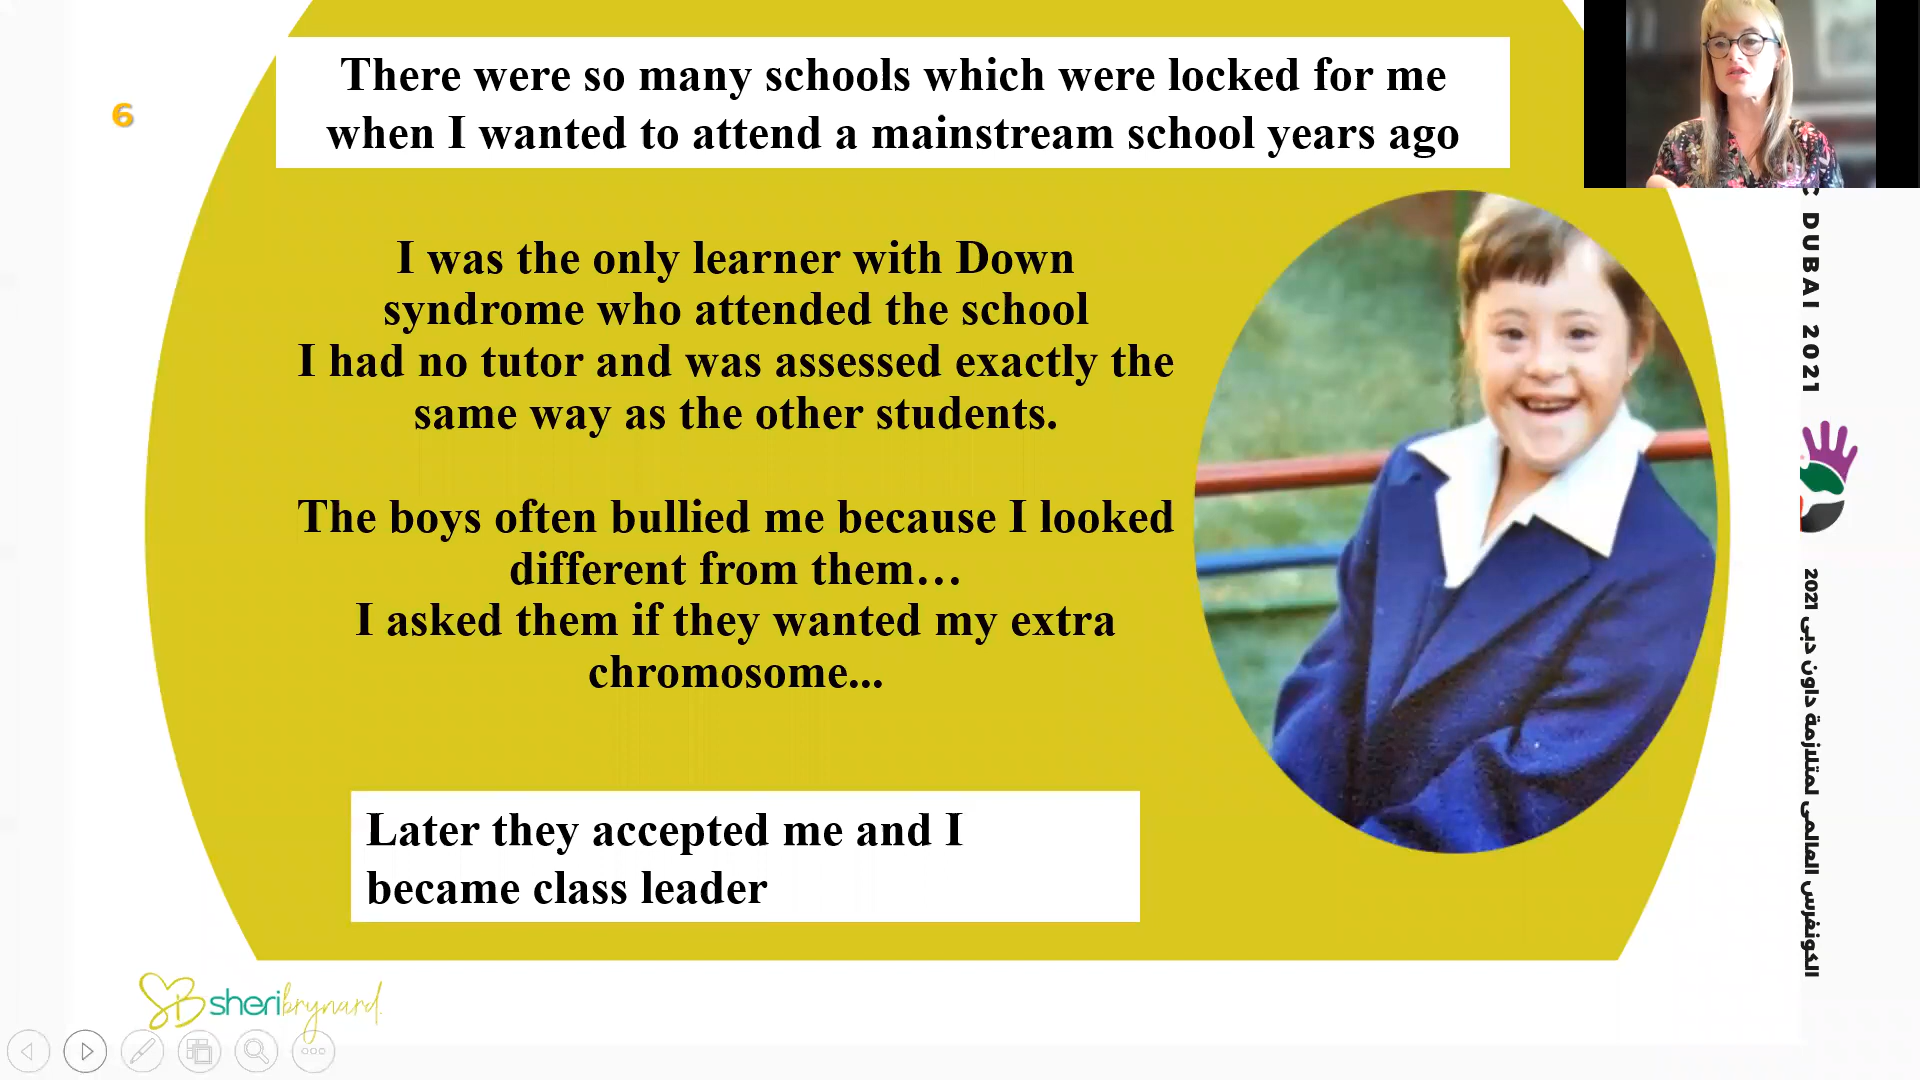 6
There were so many schools which were locked for me
when I wanted to attend a mainstream school years ago
I was the only learner with Down
syndrome who attended the school
I had no tutor and was assessed exactly the
same way as the other students.
The boys often bullied me because I looked
different from them…
I asked them if they wanted my extra
chromosome...
Later they accepted me and I
became class leader
sheribrynard.
C DUBAI 2021
الكونغرس العالمي لمتلازمة داون دبي 2021